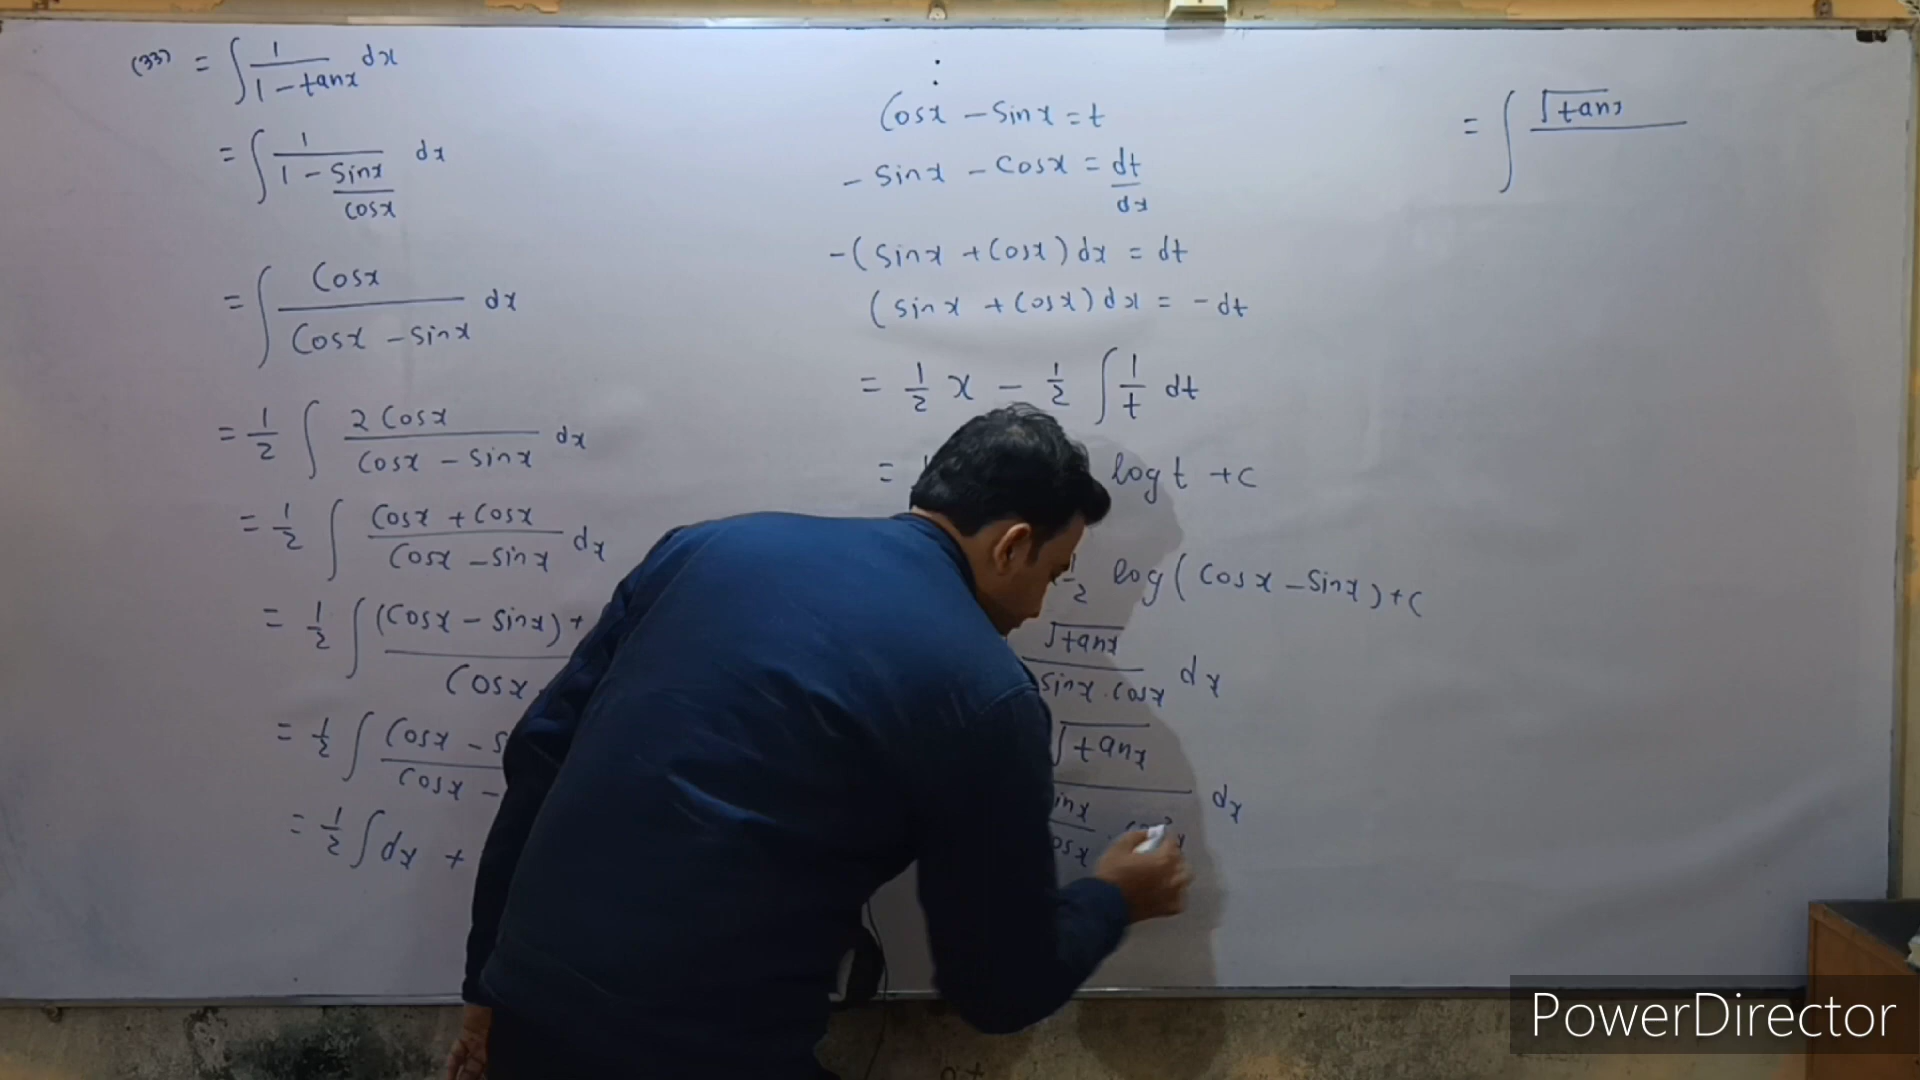 (33) = ∫ 1/(1 - tanx) dx
= ∫ 1/(1 - sinx/cosx) dx
= ∫ Cosx/(Cosx - sinx) dx
= 1/2 ∫ 2 Cosx/(Cosx - sinx) dx
= 1/2 ∫ (Cosx + Cosx)/(Cosx - sinx) dx
= 1/2 ∫ (Cosx - sinx) + / Cosx
= 1/2 ∫ Cosx - / Cosx -
= 1/2 ∫ dx +
Cosx - Sinx = t
- Sinx - Cosx = dt/dx
-(Sinx + Cosx) dx = dt
(Sinx + Cosx) dx = - dt
= 1/2 x - 1/2 ∫ 1/t dt
= log t + c
1/2 log(Cosx - Sinx) + c
√tanx / sinx . cosx dx
√tanx / dx
= ∫ √tanx
PowerDirector